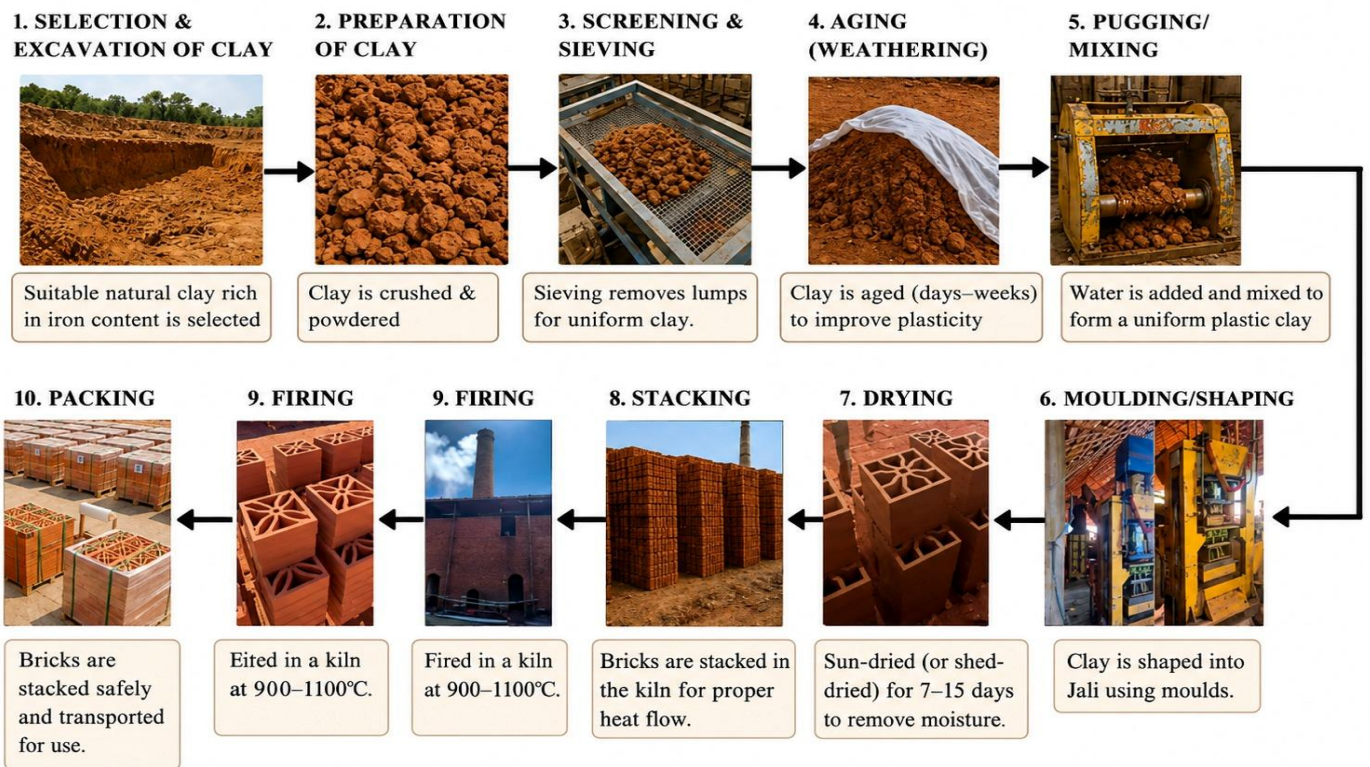 1. SELECTION &
EXCAVATION OF CLAY
Suitable natural clay rich
in iron content is selected
2. PREPARATION
OF CLAY
Clay is crushed &
powdered
3. SCREENING &
SIEVING
Sieving removes lumps
for uniform clay.
4. AGING
(WEATHERING)
Clay is aged (days–weeks)
to improve plasticity
5. PUGGING/
MIXING
Water is added and mixed to
form a uniform plastic clay
6. MOULDING/SHAPING
Clay is shaped into
Jali using moulds.
7. DRYING
Sun-dried (or shed-
dried) for 7–15 days
to remove moisture.
8. STACKING
Bricks are stacked in
the kiln for proper
heat flow.
9. FIRING
Fired in a kiln
at 900–1100°C.
9. FIRING
Eited in a kiln
at 900–1100°C.
10. PACKING
Bricks are
stacked safely
and transported
for use.